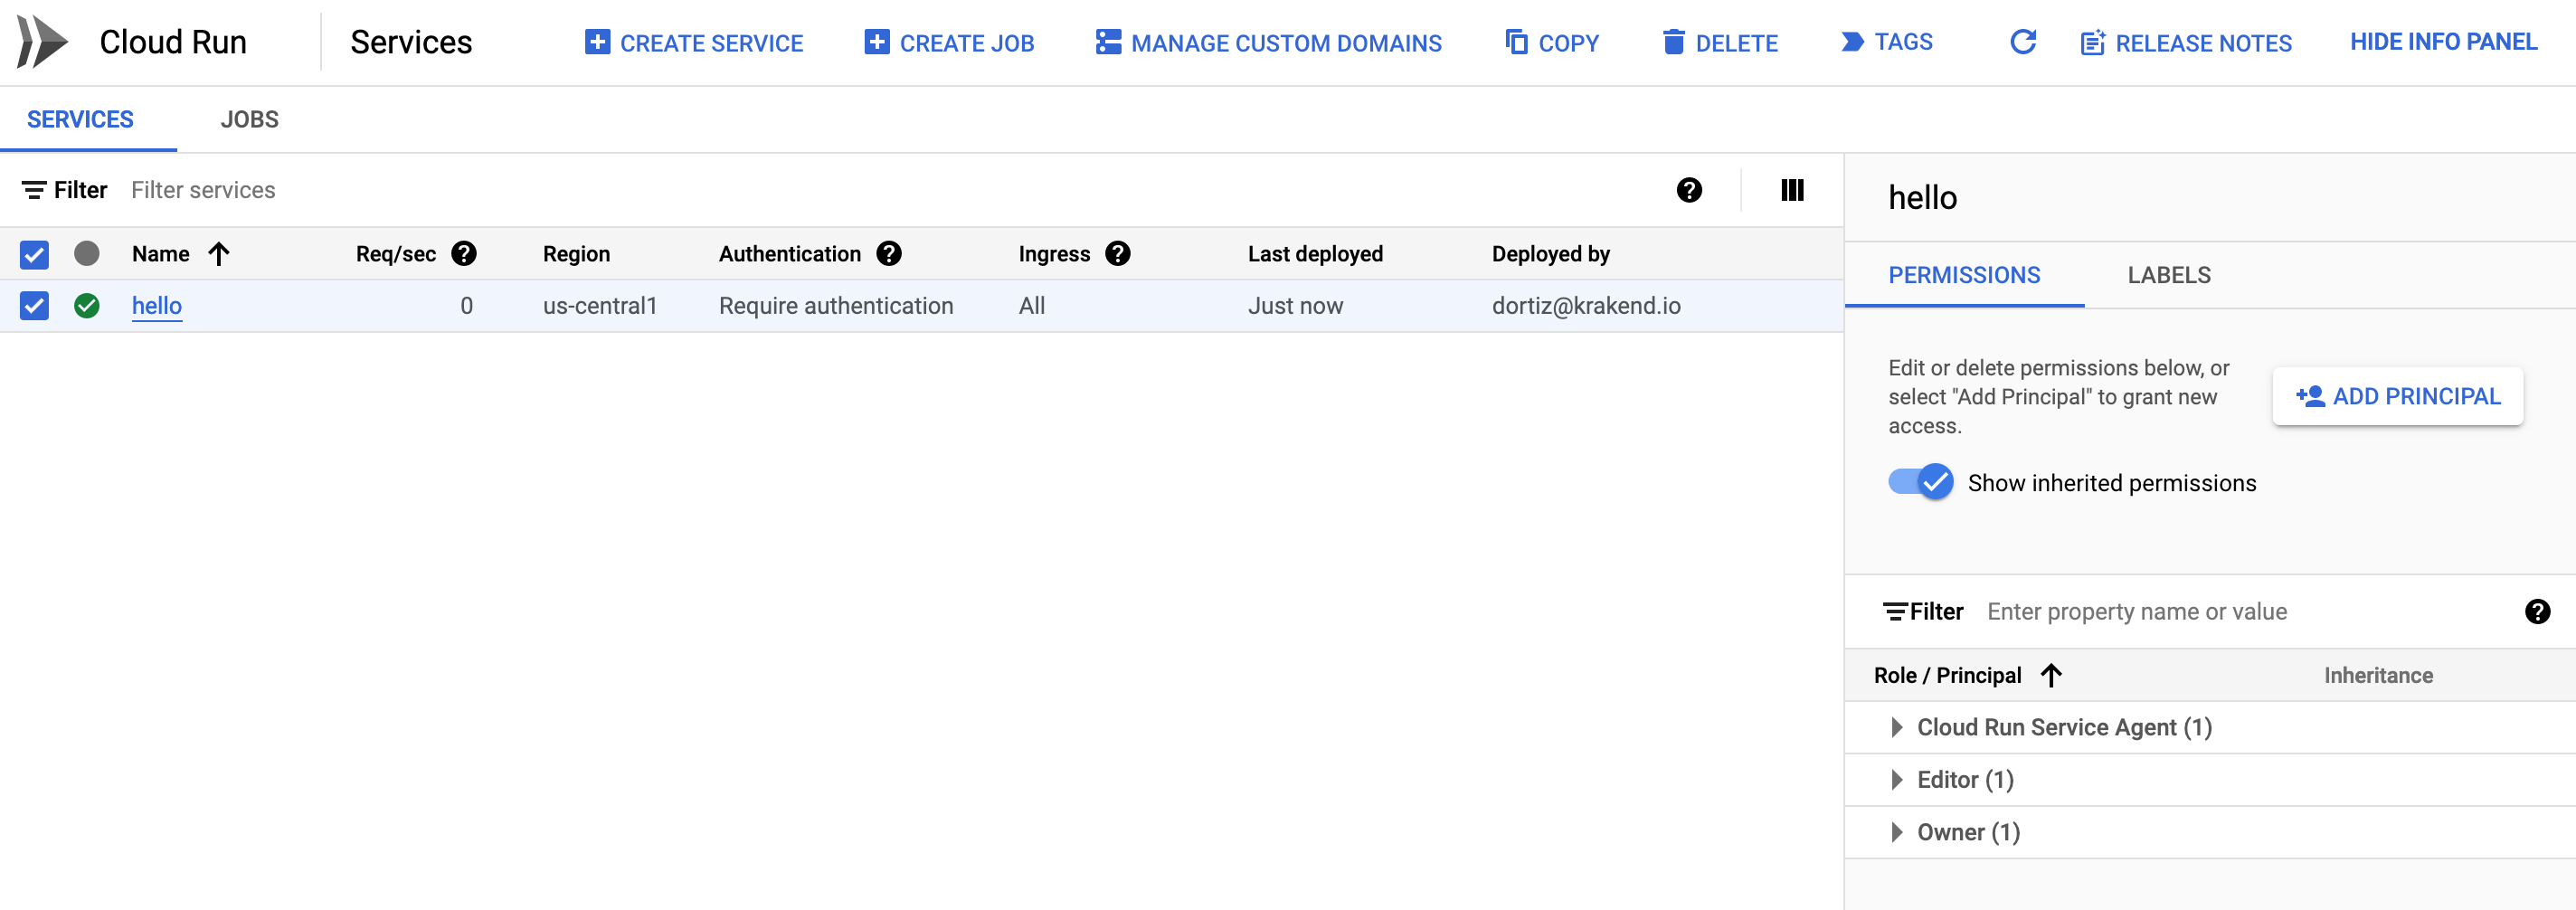 Cloud Run
Services
CREATE SERVICE
CREATE JOB
MANAGE CUSTOM DOMAINS
COPY
DELETE
TAGS
RELEASE NOTES
HIDE INFO PANEL
SERVICES
JOBS
Filter Filter services
Name Req/sec Region Authentication Ingress Last deployed Deployed by
hello 0 us-central1 Require authentication All Just now dortiz@krakend.io
hello
PERMISSIONS
LABELS
Edit or delete permissions below, or
select "Add Principal" to grant new
access.
ADD PRINCIPAL
Show inherited permissions
Filter Enter property name or value
Role / Principal Inheritance
Cloud Run Service Agent (1)
Editor (1)
Owner (1)